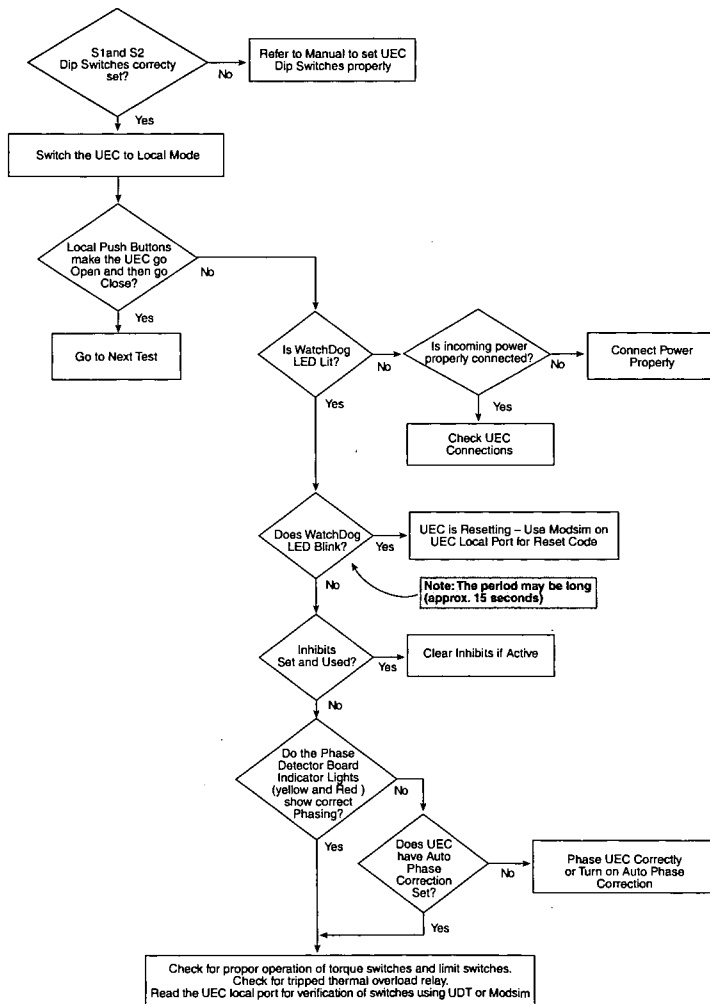 S1and S2
Dip Switches correcty
set?
No
Refer to Manual to set UEC
Dip Switches properly
Yes
Switch the UEC to Local Mode
Local Push Buttons
make the UEC go
Open and then go
Close?
No
Yes
Go to Next Test
Is WatchDog
LED Lit?
No
Is incoming power
properly connected?
No
Connect Power
Property
Yes
Yes
Check UEC
Connections
Does WatchDog
LED Blink?
Yes
UEC is Resetting – Use Modsim on
UEC Local Port for Reset Code
No
Note: The period may be long
(approx. 15 seconds)
Inhibits
Set and Used?
Yes
Clear Inhibits if Active
No
Do the Phase
Detector Board
Indicator Lights
(yellow and Red )
show correct
Phasing?
No
Yes
Does UEC
have Auto
Phase
Correction
Set?
No
Phase UEC Correctly
or Turn on Auto Phase
Correction
Yes
Check for propor operation of torque switches and limit switches.
Check for tripped thermal overload relay.
Read the UEC local port for verification of switches using UDT or Modsim